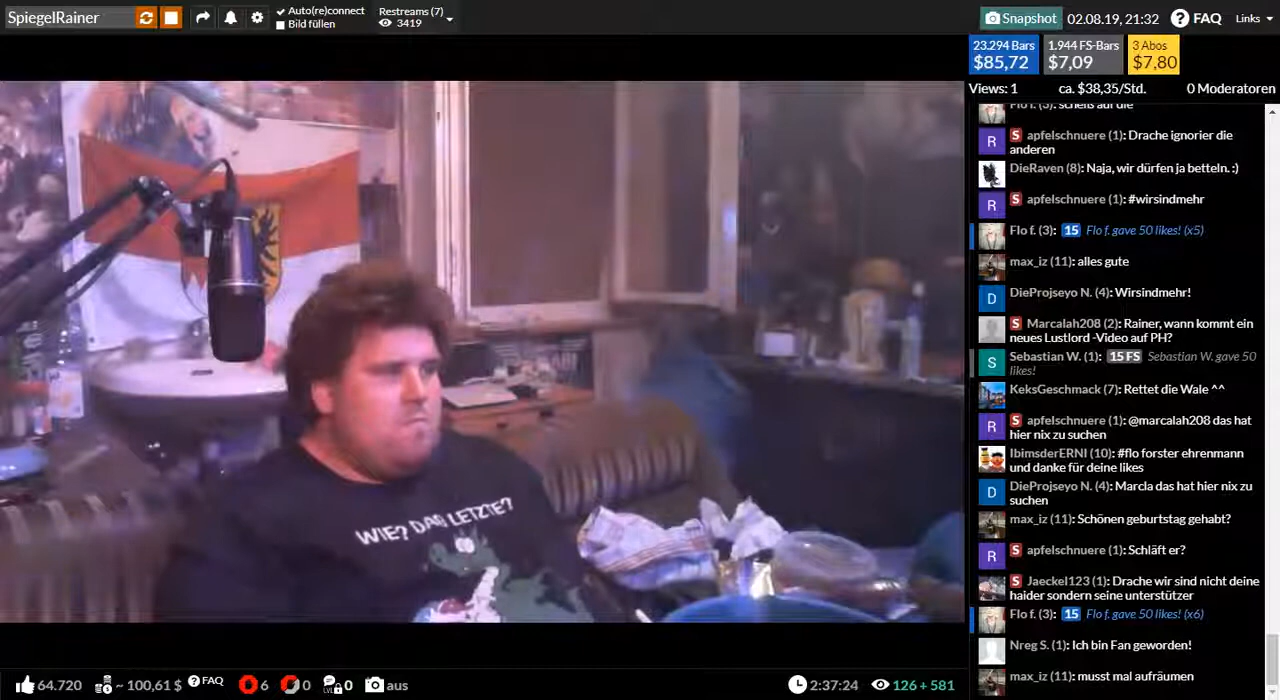 SpiegelRainer
Auto(re)connect
Bild füllen
Restreams (7)
3419
Snapshot
02.08.19, 21:32
FAQ
Links
23.294 Bars
$85,72
1.944 FS-Bars
$7,09
3 Abos
$7,80
Views: 1
ca. $38,35/Std.
0 Moderatoren
Flo f. (3): scheiß auf die
R
S apfelschnuere (1): Drache ignorier die
anderen
DieRaven (8): Naja, wir dürfen ja betteln. :)
R
S apfelschnuere (1): #wirsindmehr
Flo f. (3): 15 Flo f. gave 50 likes! (x5)
max_iz (11): alles gute
D
DieProjseyo N. (4): Wirsindmehr!
S Marcalah208 (2): Rainer, wann kommt ein
neues Lust!ord -Video auf PH?
S
Sebastian W. (1): 15 FS Sebastian W. gave 50
likes!
KeksGeschmack (7): Rettet die Wale ^^
R
S apfelschnuere (1): @marcalah208 das hat
hier nix zu suchen
IbimsderERNI (10): #flo forster ehrenmann
und danke für deine likes
D
DieProjseyo N. (4): Marcia das hat hier nix zu
suchen
max_iz (11): Schönen geburtstag gehabt?
R
S apfelschnuere (1): Schläft er?
S Jaeckel123 (1): Drache wir sind nicht deine
haider sondern seine unterstützer
Flo f. (3): 15 Flo f. gave 50 likes! (x6)
Nreg S. (1): Ich bin Fan geworden!
max_iz (11): musst mal aufräumen
WIE? DAS LETZTE?
64.720
~ 100,61 $
FAQ
6
0
LVL
0
aus
2:37:24
126 + 581